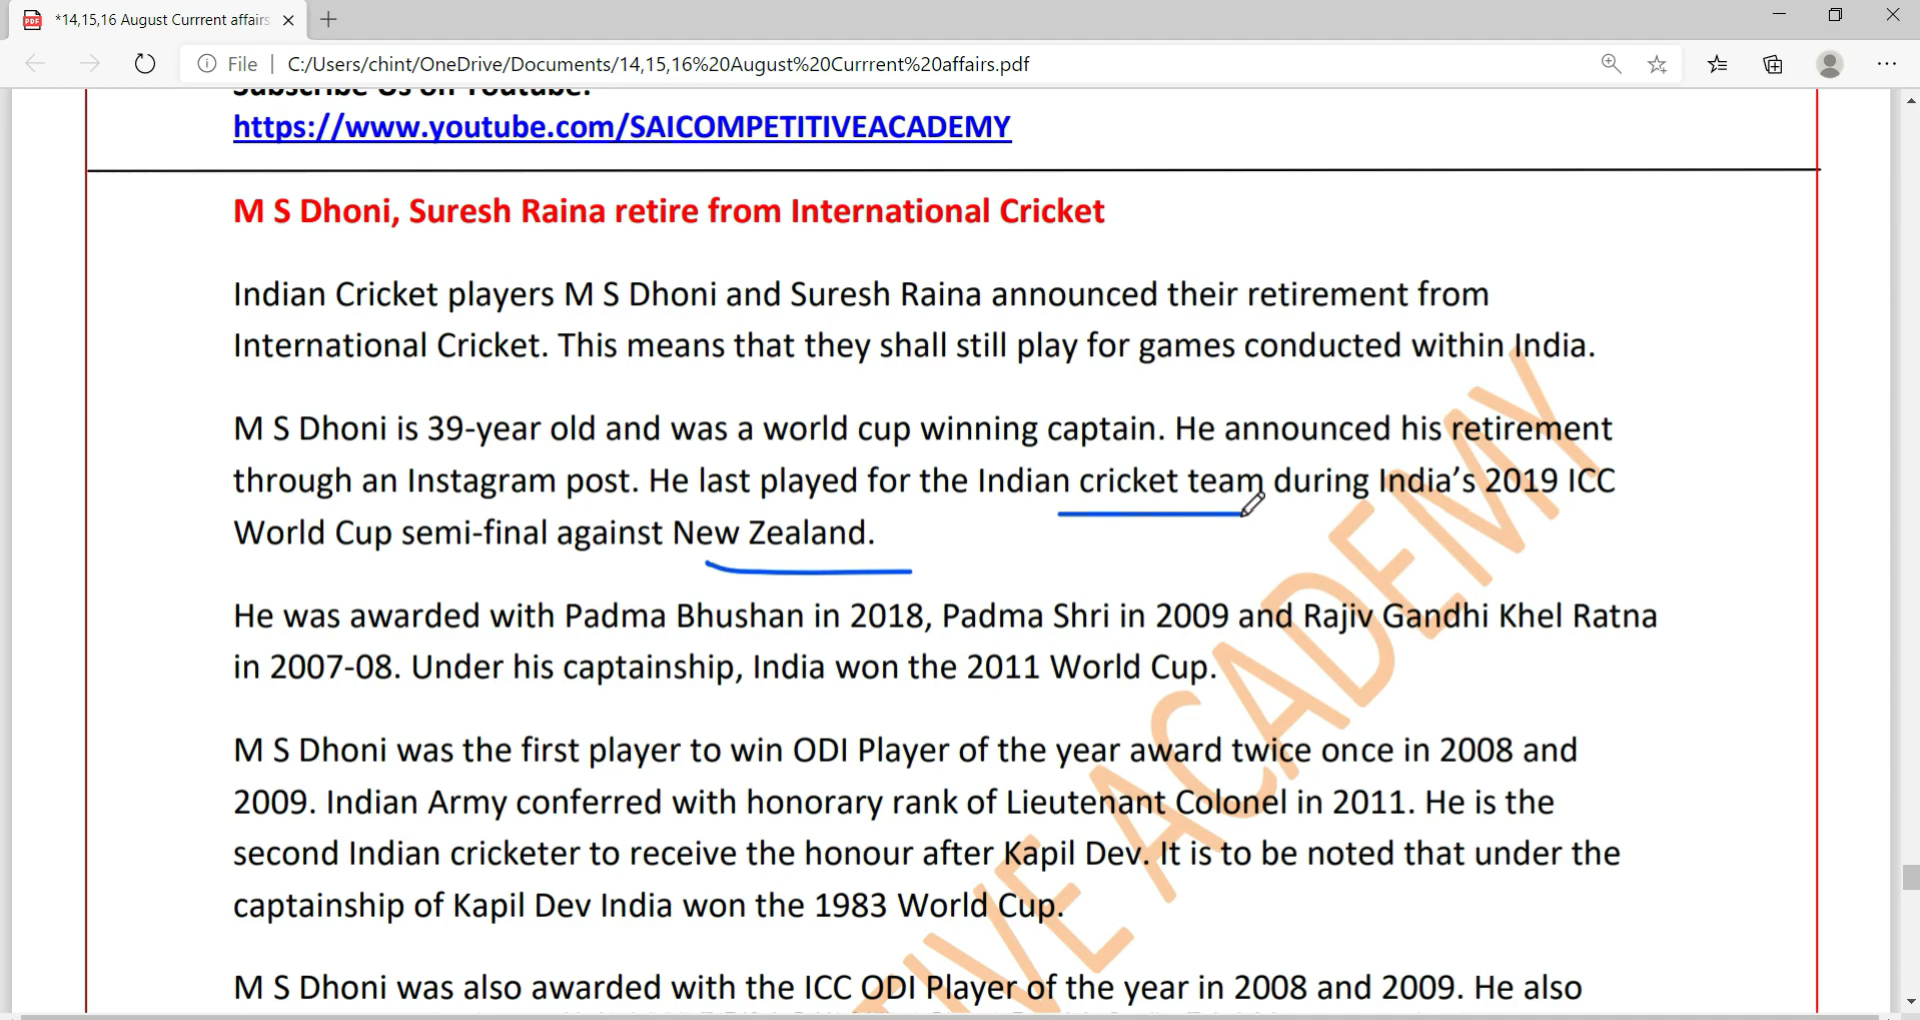 *14,15,16 August Currrent affairs
File | C:/Users/chint/OneDrive/Documents/14,15,16%20August%20Currrent%20affairs.pdf
Subscribe Us on Youtube:
https://www.youtube.com/SAICOMPETITIVEACADEMY
M S Dhoni, Suresh Raina retire from International Cricket
Indian Cricket players M S Dhoni and Suresh Raina announced their retirement from
International Cricket. This means that they shall still play for games conducted within India.
M S Dhoni is 39-year old and was a world cup winning captain. He announced his retirement
through an Instagram post. He last played for the Indian cricket team during India’s 2019 ICC
World Cup semi-final against New Zealand.
He was awarded with Padma Bhushan in 2018, Padma Shri in 2009 and Rajiv Gandhi Khel Ratna
in 2007-08. Under his captainship, India won the 2011 World Cup.
M S Dhoni was the first player to win ODI Player of the year award twice once in 2008 and
2009. Indian Army conferred with honorary rank of Lieutenant Colonel in 2011. He is the
second Indian cricketer to receive the honour after Kapil Dev. It is to be noted that under the
captainship of Kapil Dev India won the 1983 World Cup.
M S Dhoni was also awarded with the ICC ODI Player of the year in 2008 and 2009. He also
TIVE ACADEMY